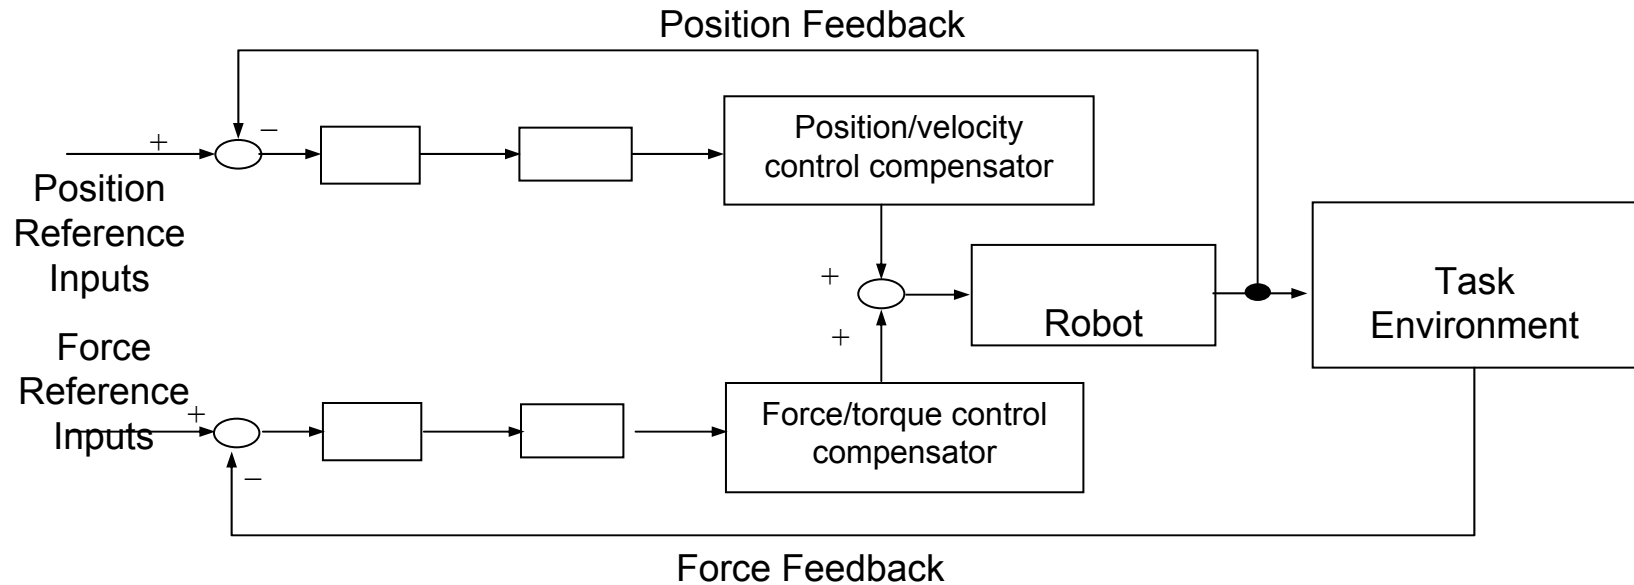 Position Feedback
+
−
Position/velocity
control compensator
Position
Reference
Inputs
+
Robot
Task
Environment
+
Force
Reference
Inputs
+
−
Force/torque control
compensator
Force Feedback